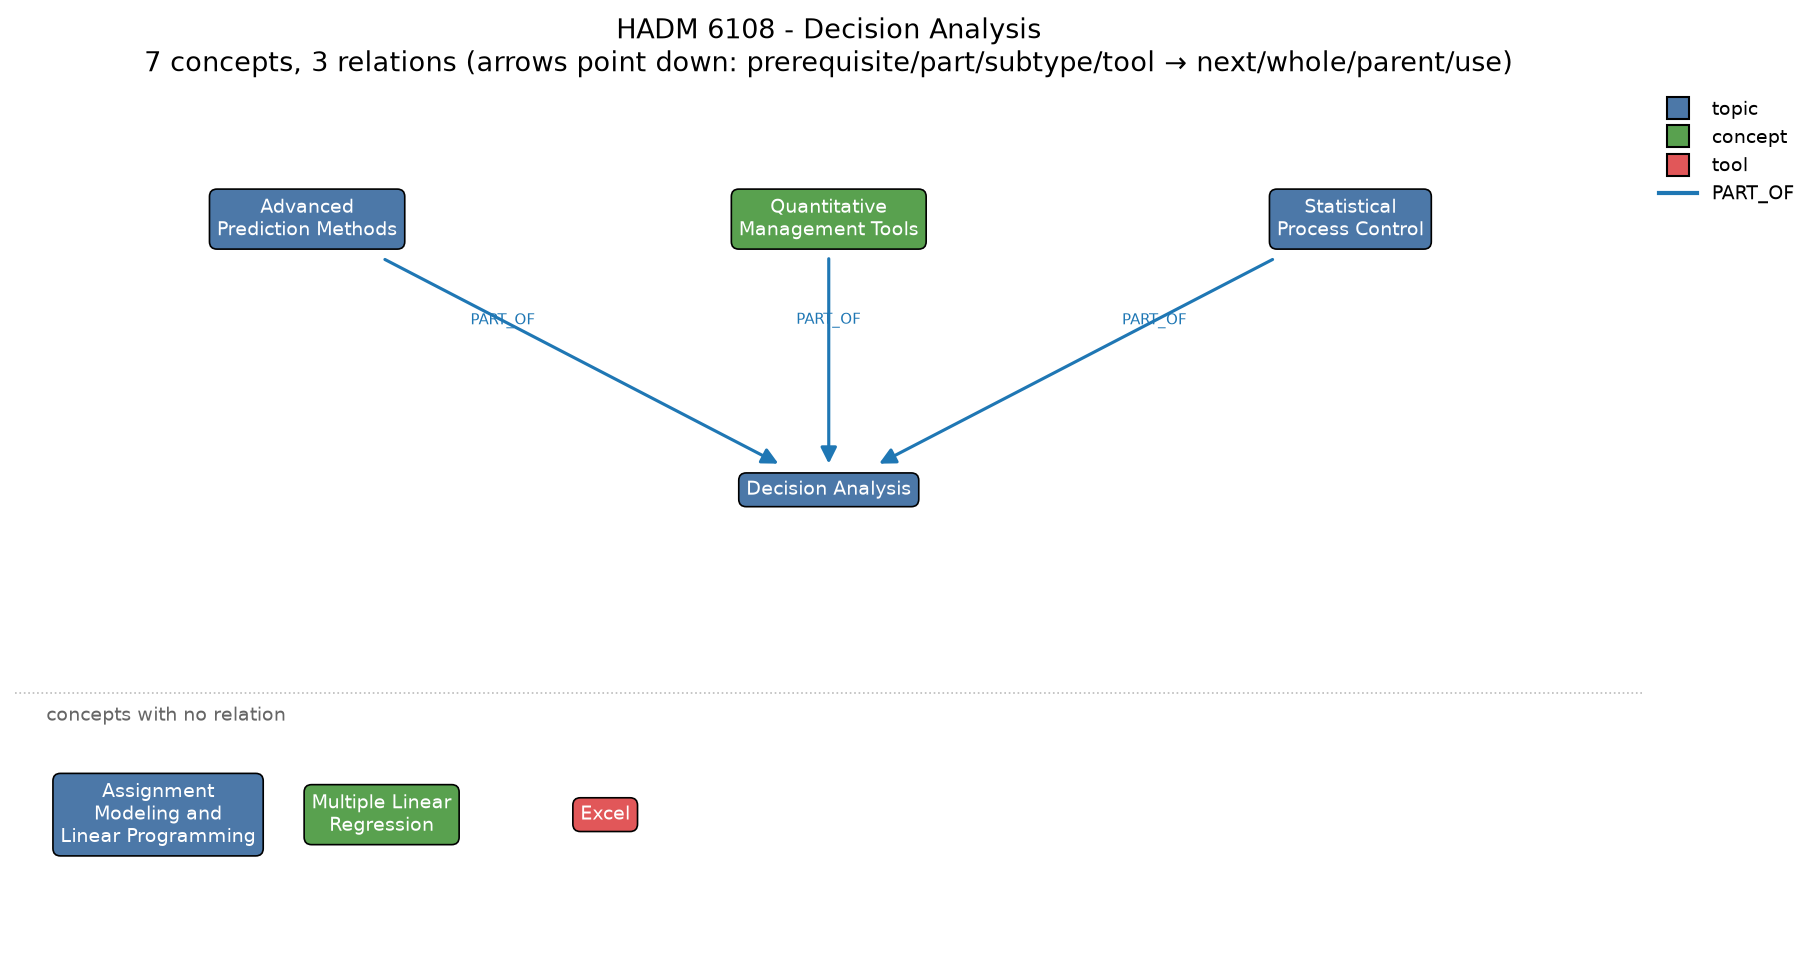 HADM 6108 - Decision Analysis
7 concepts, 3 relations (arrows point down: prerequisite/part/subtype/tool → next/whole/parent/use)
topic
concept
tool
PART_OF
Advanced
Prediction Methods
Quantitative
Management Tools
Statistical
Process Control
PART_OF
PART_OF
PART_OF
Decision Analysis
concepts with no relation
Assignment
Modeling and
Linear Programming
Multiple Linear
Regression
Excel